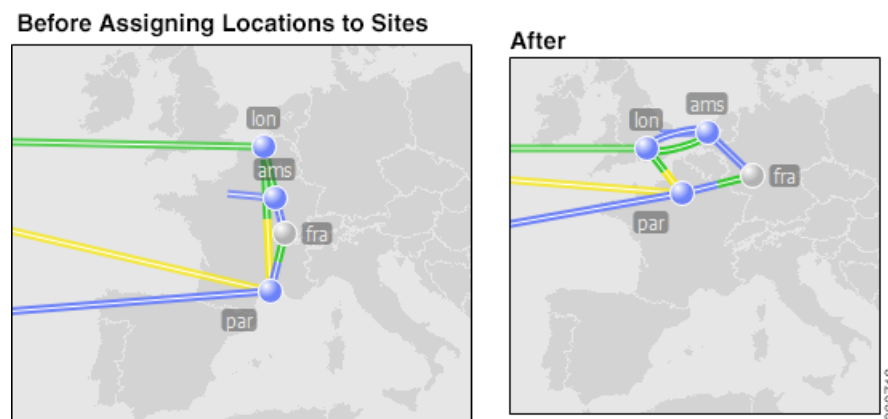 Before Assigning Locations to Sites
After
lon
ams
fra
par
ams
lon
fra
par